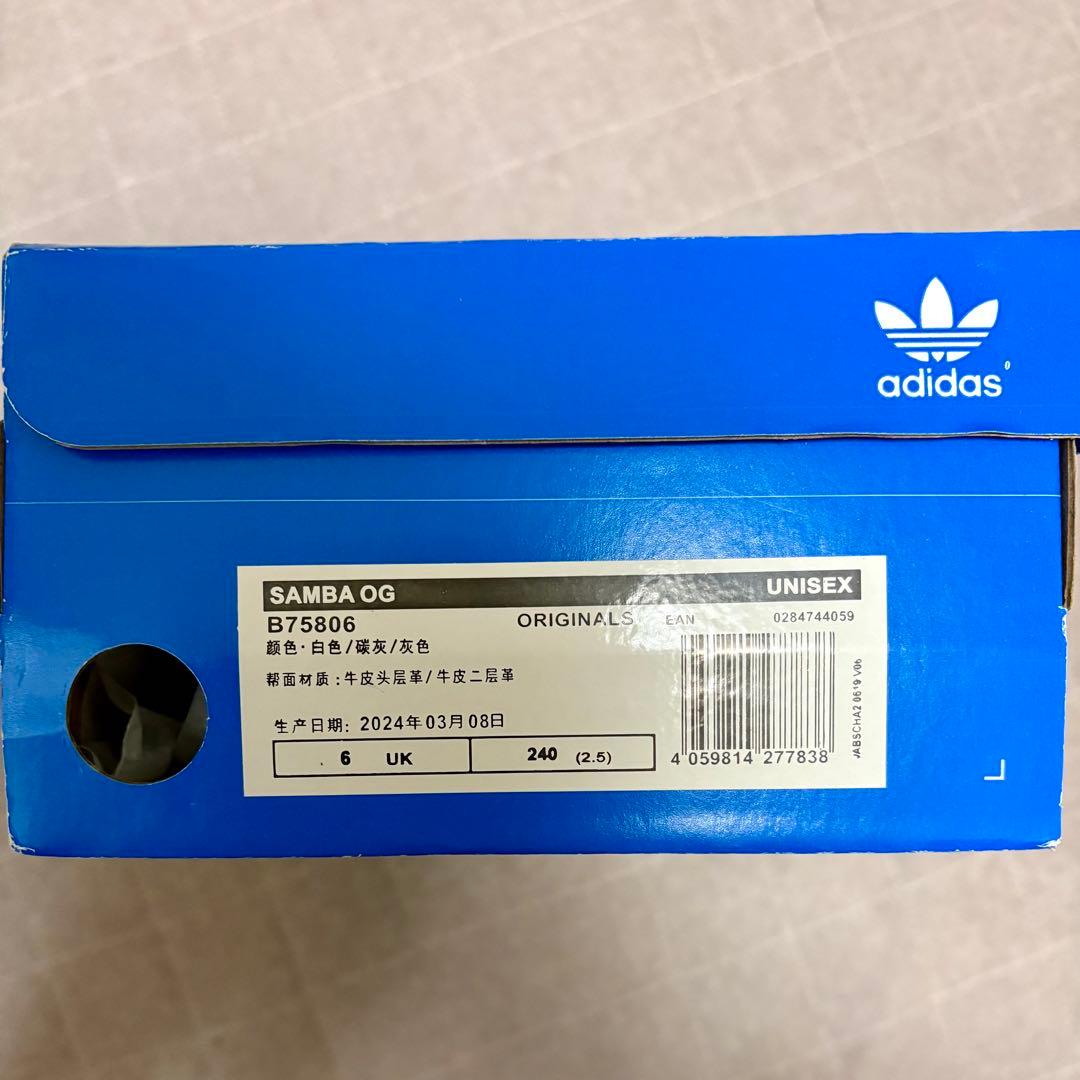 adidas
SAMBA OG UNISEX
B75806 ORIGINALS EAN 0284744059
颜色·白色/碳灰/灰色
帮面材质:牛皮头层革/牛皮二层革
生产日期: 2024年03月08日
6 UK 240 (2.5)
4 059814 277838
JABSCHA2 0619 V06